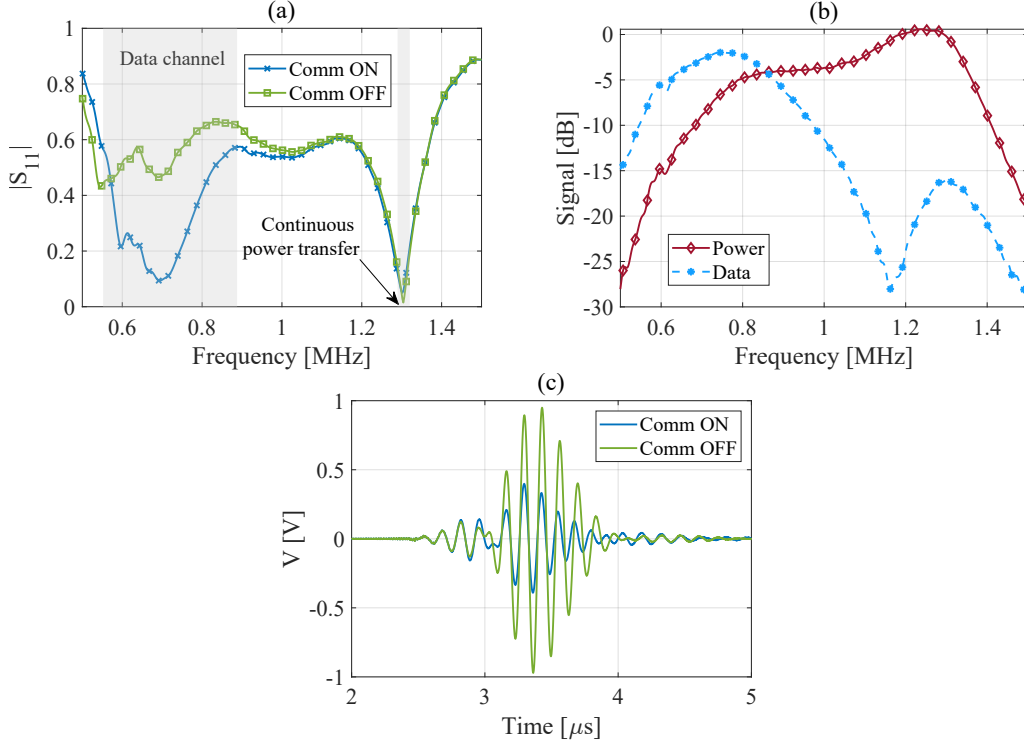 (a)
1
0.8
0.6
0.4
0.2
0
|S11|
Data channel
Comm ON
Comm OFF
Continuous
power transfer
0.6
0.8
1
1.2
1.4
Frequency [MHz]
(b)
0
-5
-10
-15
-20
-25
-30
Signal [dB]
Power
Data
0.6
0.8
1
1.2
1.4
Frequency [MHz]
(c)
1
0.5
0
-0.5
-1
V [V]
Comm ON
Comm OFF
2
3
4
5
Time [μs]